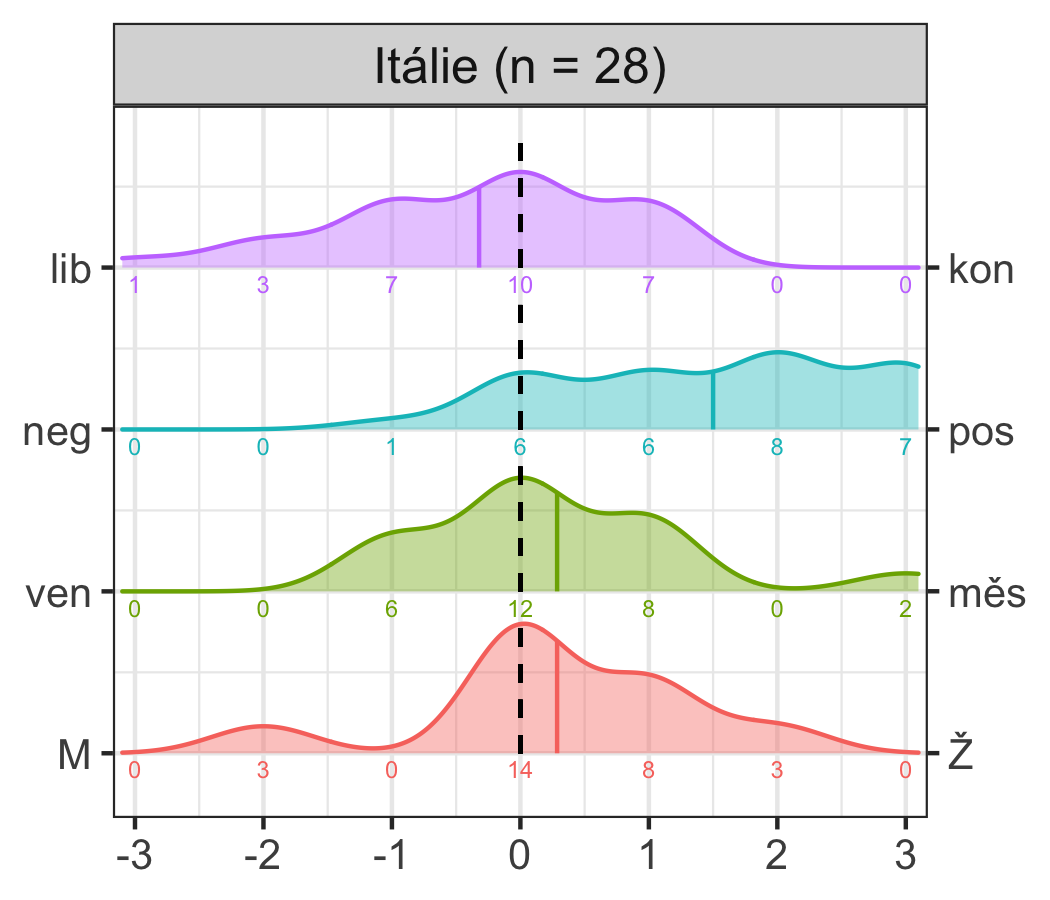 Itálie (n = 28)
lib kon
1 3 7 10 7 0 0
neg pos
0 0 1 6 6 8 7
ven měs
0 0 6 12 8 0 2
M Ž
0 3 0 14 8 3 0
-3 -2 -1 0 1 2 3